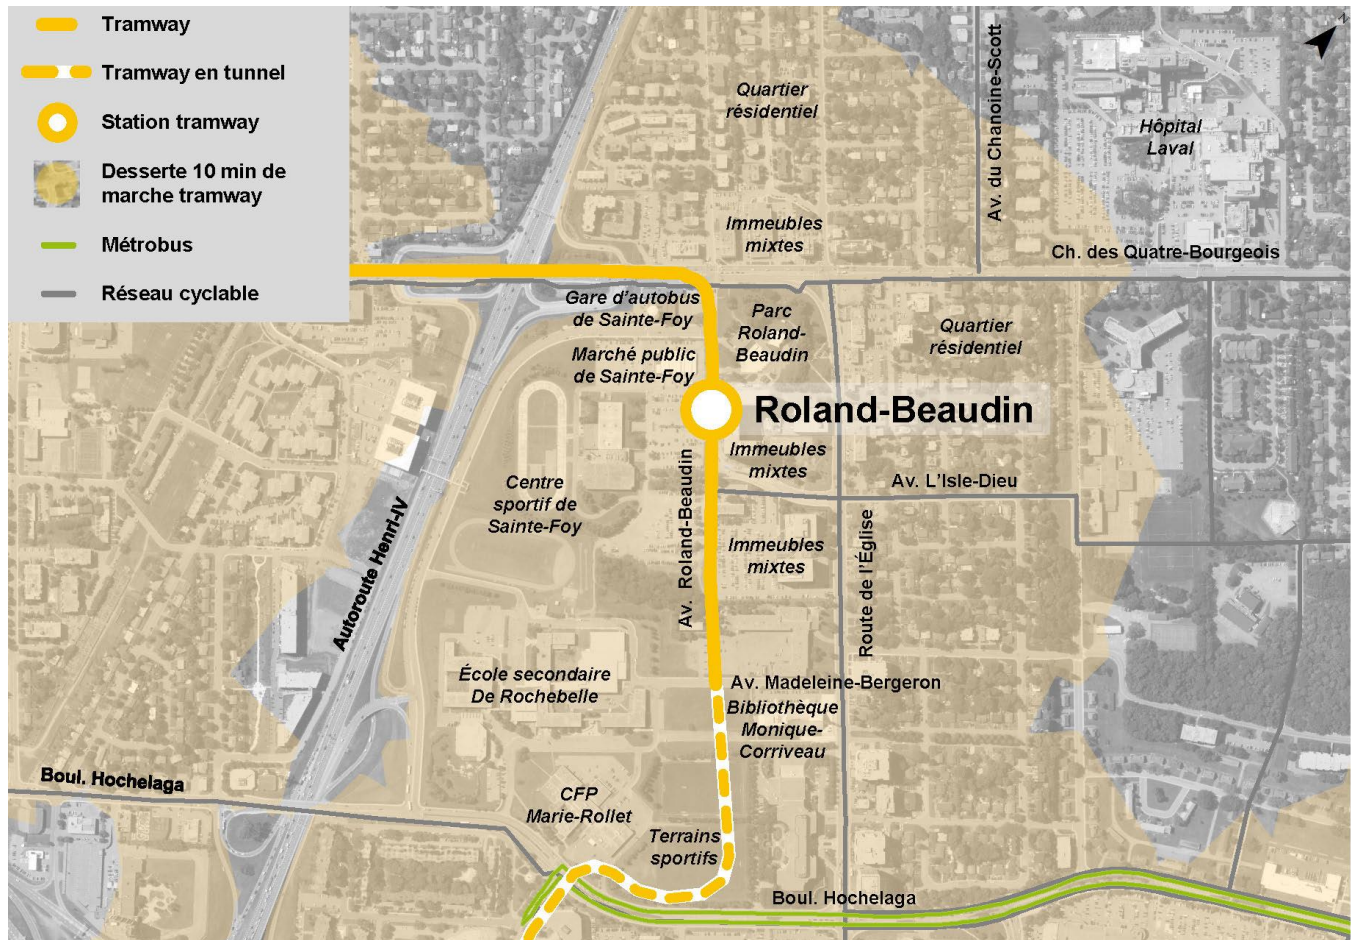 Tramway
Tramway en tunnel
Station tramway
Desserte 10 min de
marche tramway
Métrobus
Réseau cyclable
N
Quartier
résidentiel
Av. du Chanoine-Scott
Hôpital
Laval
Immeubles
mixtes
Ch. des Quatre-Bourgeois
Gare d'autobus
de Sainte-Foy
Parc
Roland-
Beaudin
Quartier
résidentiel
Marché public
de Sainte-Foy
Roland-Beaudin
Immeubles
mixtes
Centre
sportif de
Sainte-Foy
Av. L'Isle-Dieu
Autoroute Henri-IV
Av. Roland-Beaudin
Immeubles
mixtes
Route de l'Église
École secondaire
De Rochebelle
Av. Madeleine-Bergeron
Bibliothèque
Monique-
Corriveau
Boul. Hochelaga
CFP
Marie-Rollet
Terrains
sportifs
Boul. Hochelaga